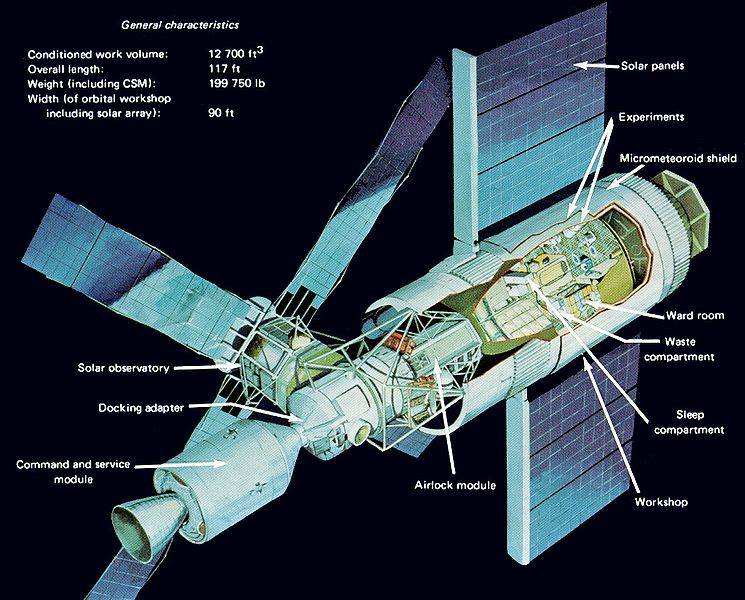 General characteristics
Conditioned work volume: 12 700 ft³
Overall length: 117 ft
Weight (including CSM): 199 750 lb
Width (of orbital workshop
including solar array): 90 ft
Solar panels
Experiments
Micrometeoroid shield
Ward room
Waste
compartment
Sleep
compartment
Workshop
Airlock module
Solar observatory
Docking adapter
Command and service
module